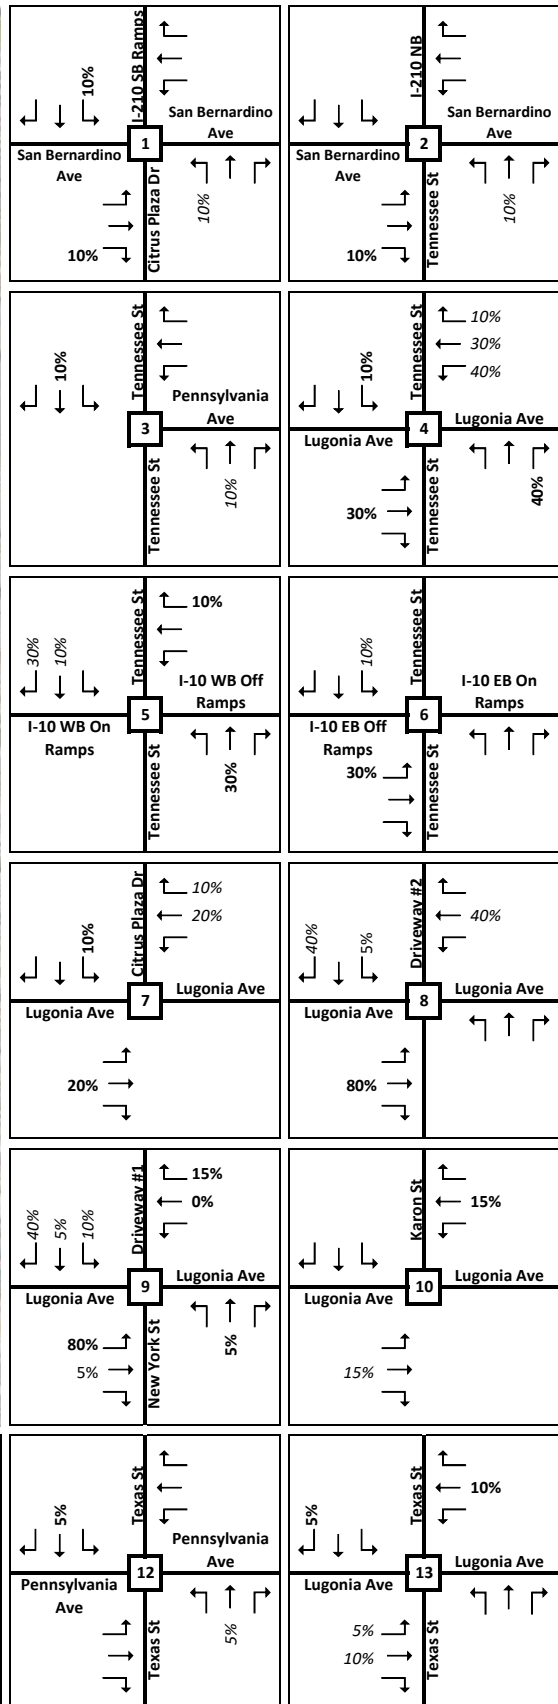 10%
I-210 SB Ramps
San Bernardino
Ave
1
San Bernardino
Ave
Citrus Plaza Dr
10%
10%
I-210 NB
San Bernardino
Ave
2
San Bernardino
Ave
Tennessee St
10%
10%
10%
Tennessee St
Pennsylvania
Ave
3
Tennessee St
10%
10%
Tennessee St
10%
30%
40%
Lugonia Ave
4
Lugonia Ave
Tennessee St
40%
30%
30%
10%
Tennessee St
10%
I-10 WB Off
Ramps
5
I-10 WB On
Ramps
Tennessee St
30%
10%
Tennessee St
I-10 EB On
Ramps
6
I-10 EB Off
Ramps
Tennessee St
30%
10%
Citrus Plaza Dr
10%
20%
Lugonia Ave
7
Lugonia Ave
20%
40%
5%
Driveway #2
40%
Lugonia Ave
8
Lugonia Ave
80%
40%
5%
10%
Driveway #1
15%
0%
Lugonia Ave
9
Lugonia Ave
New York St
5%
80%
5%
Karon St
15%
10
Lugonia Ave
Lugonia Ave
15%
5%
Texas St
Pennsylvania
Ave
12
Pennsylvania
Ave
Texas St
5%
5%
Texas St
10%
Lugonia Ave
13
Lugonia Ave
Texas St
5%
10%